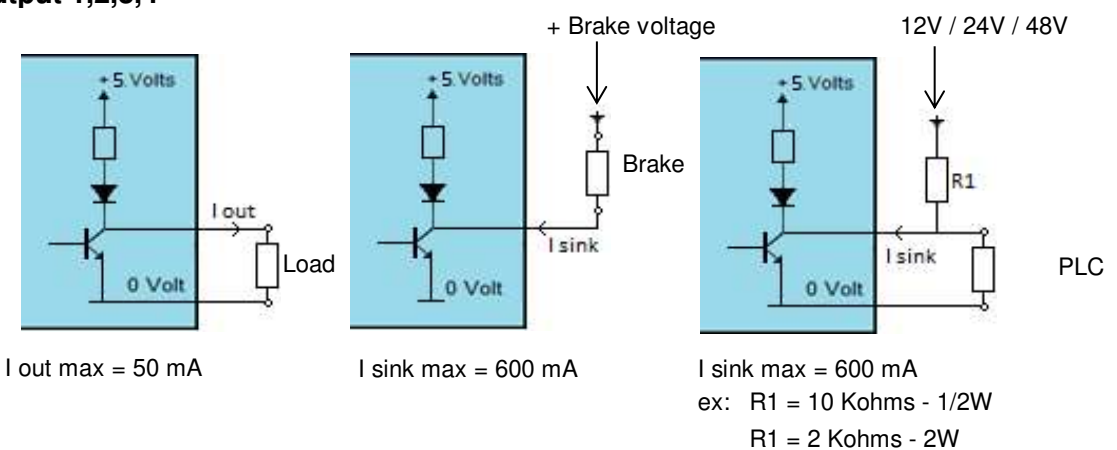 + Brake voltage
12V / 24V / 48V
+ 5.Volts
I out
Load
0 Volt
I out max = 50 mA
+ 5.Volts
Brake
I sink
0 Volt
I sink max = 600 mA
+ 5.Volts
R1
I sink
0 Volt
PLC
I sink max = 600 mA
ex: R1 = 10 Kohms - 1/2W
R1 = 2 Kohms - 2W